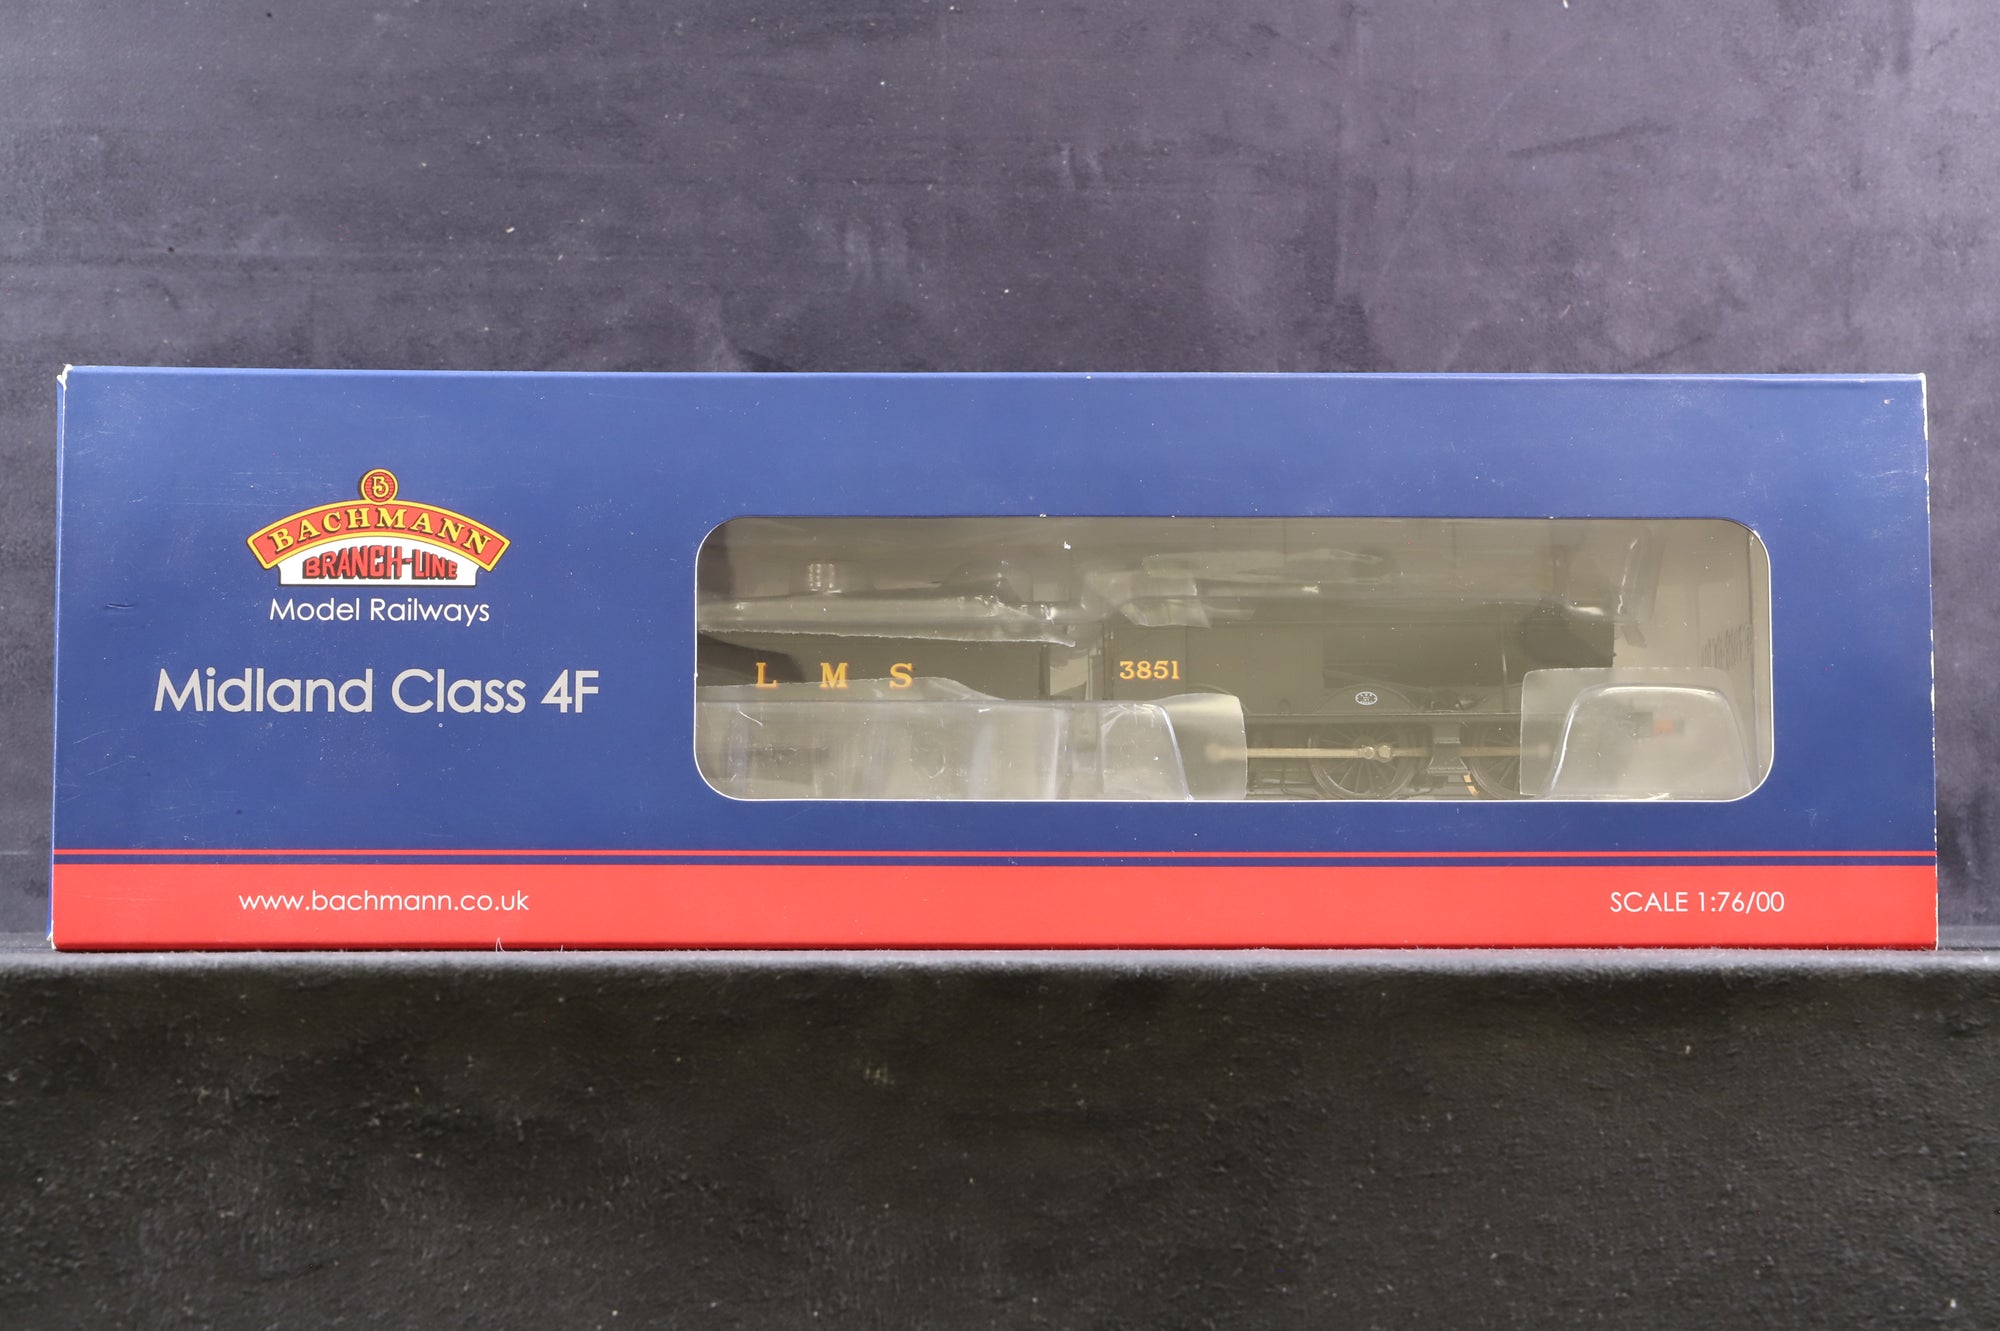 B
BACHMANN
BRANCH-LINE
Model Railways
Midland Class 4F
L M S
3851
www.bachmann.co.uk
SCALE 1:76/00